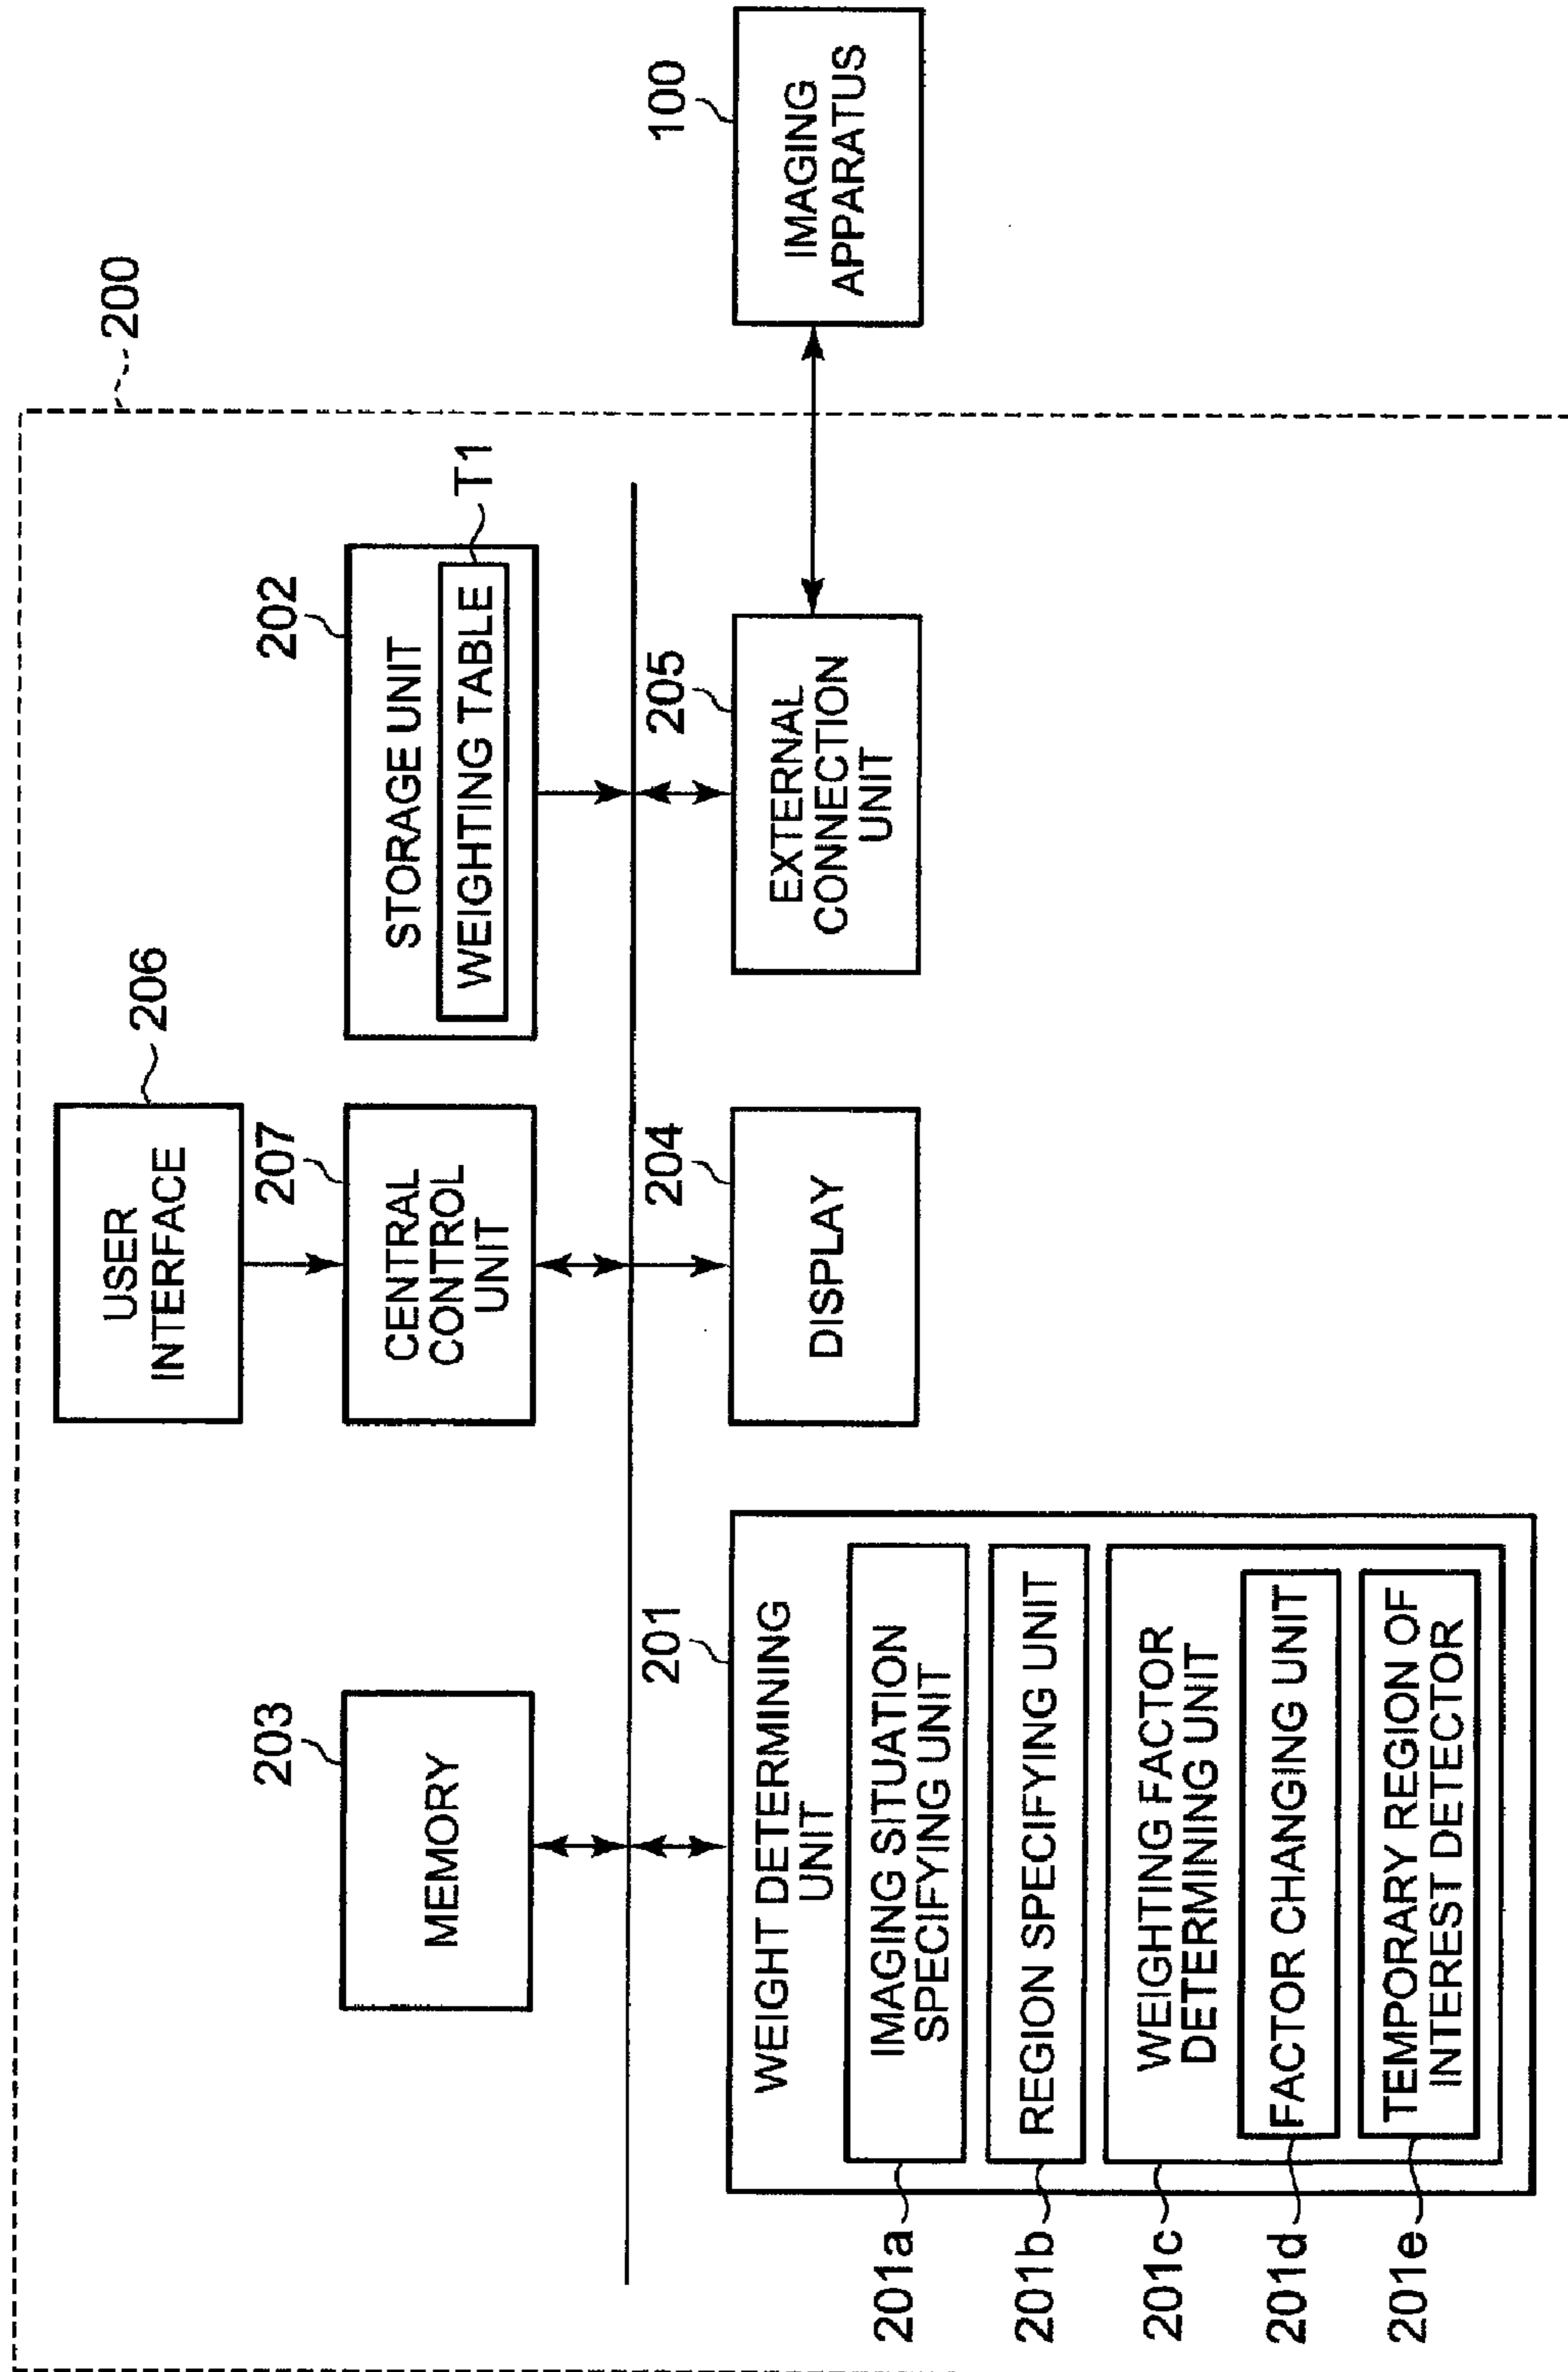 200
USER
INTERFACE
206
203
MEMORY
207
CENTRAL
CONTROL
UNIT
202
STORAGE UNIT
WEIGHTING TABLE
T1
201
WEIGHT DETERMINING
UNIT
201a
IMAGING SITUATION
SPECIFYING UNIT
201b
REGION SPECIFYING UNIT
201c
WEIGHTING FACTOR
DETERMINING UNIT
201d
FACTOR CHANGING UNIT
201e
TEMPORARY REGION OF
INTEREST DETECTOR
204
DISPLAY
205
EXTERNAL
CONNECTION
UNIT
100
IMAGING
APPARATUS